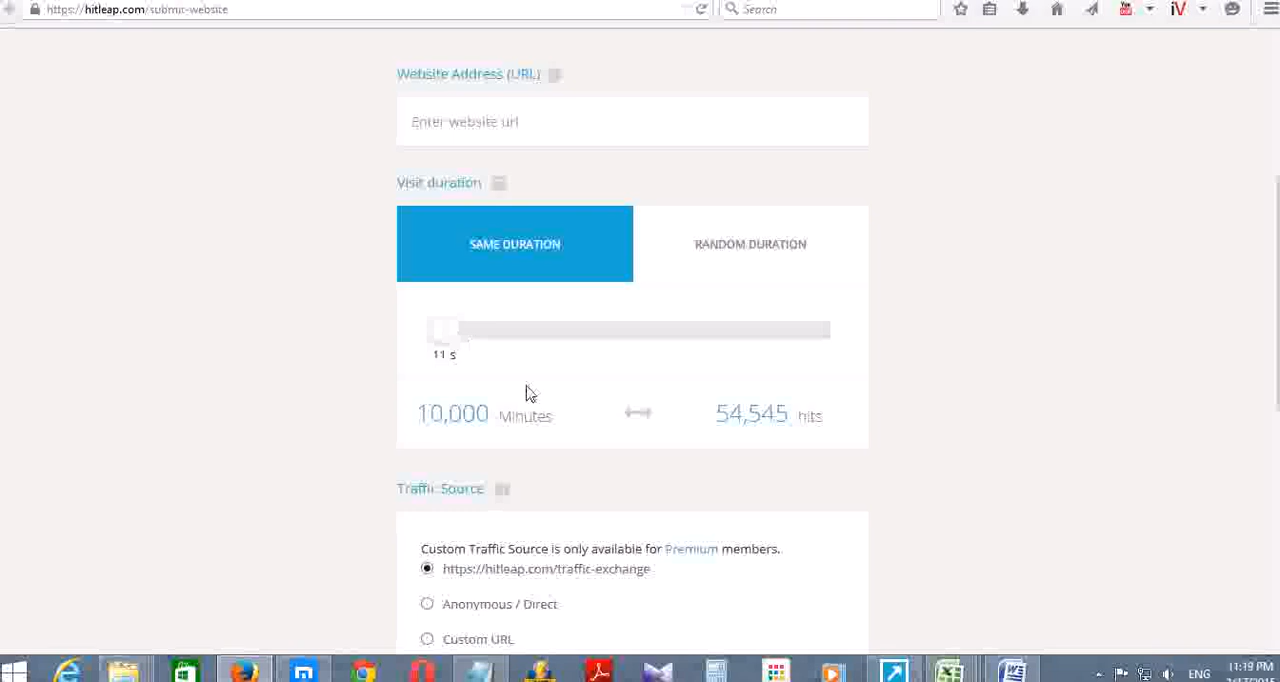 https://hitleap.com/submit-website
Search
Website Address (URL)
Enter website url
Visit duration
SAME DURATION
RANDOM DURATION
11 s
10,000 Minutes
54,545 hits
Traffic Source
Custom Traffic Source is only available for Premium members.
https://hitleap.com/traffic-exchange
Anonymous / Direct
Custom URL
ENG
11:19 PM